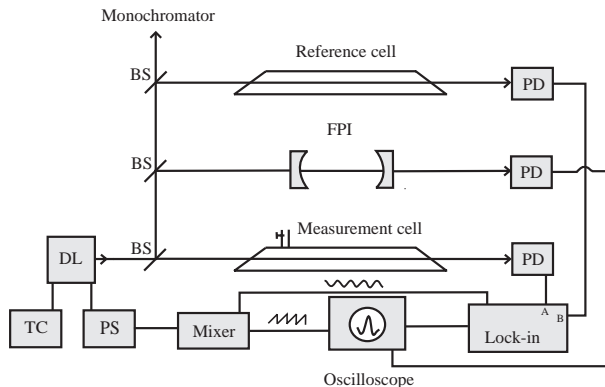 Monochromator
Reference cell
BS
PD
FPI
BS
PD
Measurement cell
BS
DL
PD
A
B
TC
PS
Mixer
Lock-in
Oscilloscope